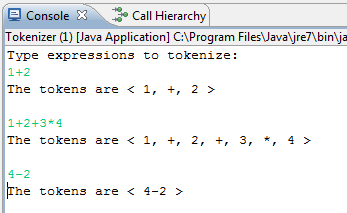 Console Call Hierarchy
Tokenizer (1) [Java Application] C:\Program Files\Java\jre7\bin\ja
Type expressions to tokenize:
1+2
The tokens are < 1, +, 2 >
1+2+3*4
The tokens are < 1, +, 2, +, 3, *, 4 >
4-2
The tokens are < 4-2 >